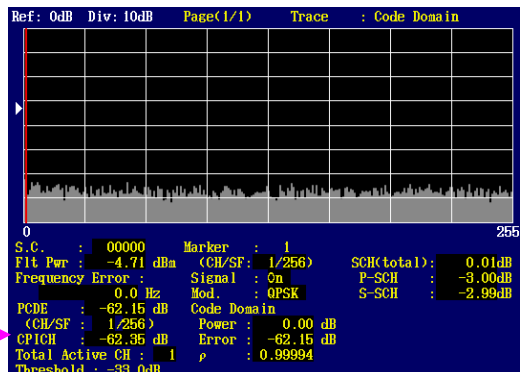 Ref: 0dB Div: 10dB Page(1/1) Trace : Code Domain
0 255
S.C. : 00000 Marker : 1
Flt Pwr : -4.71 dBm (CH/SF: 1/256) SCH(total): 0.01dB
Frequency Error : Signal : On P-SCH : -3.00dB
0.0 Hz Mod. : QPSK S-SCH : -2.99dB
PCDE : -62.15 dB Code Domain
(CH/SF : 1/256) Power : 0.00 dB
CPICH : -62.35 dB Error : -62.15 dB
Total Active CH : 1 ρ : 0.99994
Threshold : -33.0dB